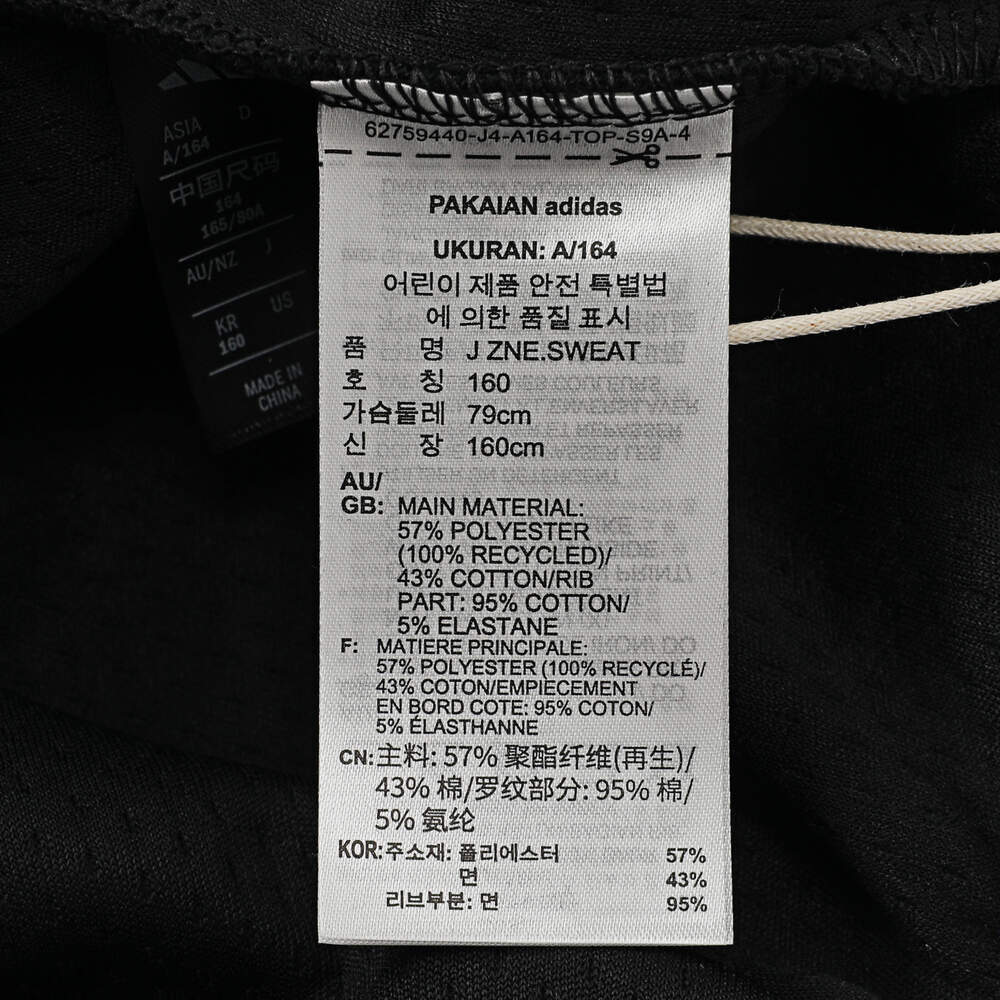 ASIA D
A/164
中国尺码
164
165/80A
AU/NZ J
KR US
160
MADE IN
CHINA
62759440-J4-A164-TOP-S9A-4
PAKAIAN adidas
UKURAN: A/164
어린이 제품 안전 특별법
에 의한 품질 표시
품 명 J ZNE.SWEAT
호 칭 160
가슴둘레 79cm
신 장 160cm
AU/
GB: MAIN MATERIAL:
57% POLYESTER
(100% RECYCLED)/
43% COTTON/RIB
PART: 95% COTTON/
5% ELASTANE
F: MATIERE PRINCIPALE:
57% POLYESTER (100% RECYCLÉ)/
43% COTON/EMPIECEMENT
EN BORD COTE: 95% COTON/
5% ÉLASTHANNE
CN: 主料: 57% 聚酯纤维(再生)/
43% 棉/罗纹部分: 95% 棉/
5% 氨纶
KOR: 주소재: 폴리에스터 57%
면 43%
리브부분: 면 95%